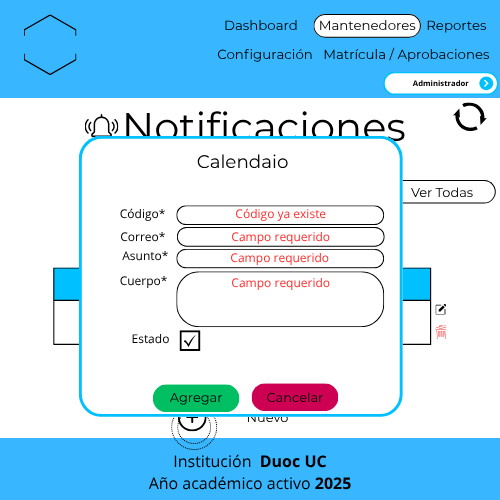 Dashboard Mantenedores Reportes
Configuración Matrícula / Aprobaciones
Administrador
Notificaciones
Calendaio
Ver Todas
Código* Código ya existe
Correo* Campo requerido
Asunto* Campo requerido
Cuerpo* Campo requerido
Estado
Agregar Cancelar
Nuevo
Institución Duoc UC
Año académico activo 2025